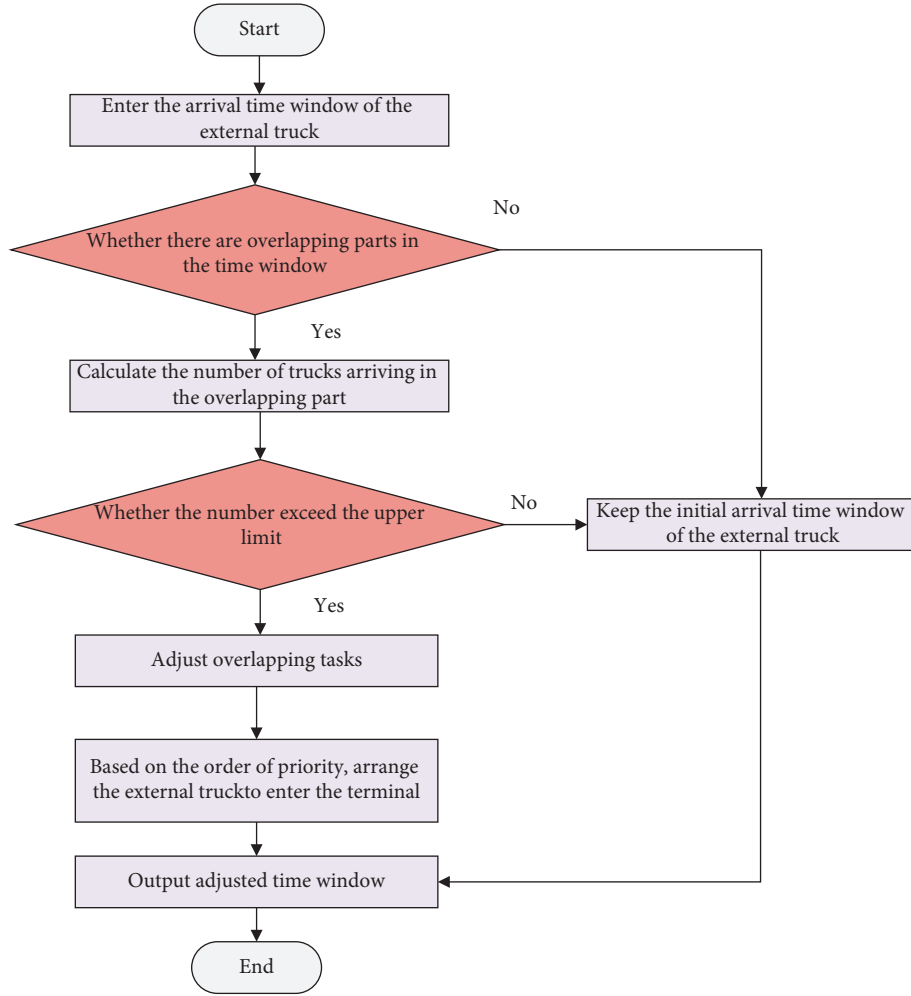 Start
Enter the arrival time window of the
external truck
No
Whether there are overlapping parts in
the time window
Yes
Calculate the number of trucks arriving in
the overlapping part
Whether the number exceed the upper
limit
No
Keep the initial arrival time window
of the external truck
Yes
Adjust overlapping tasks
Based on the order of priority, arrange
the external truckto enter the terminal
Output adjusted time window
End